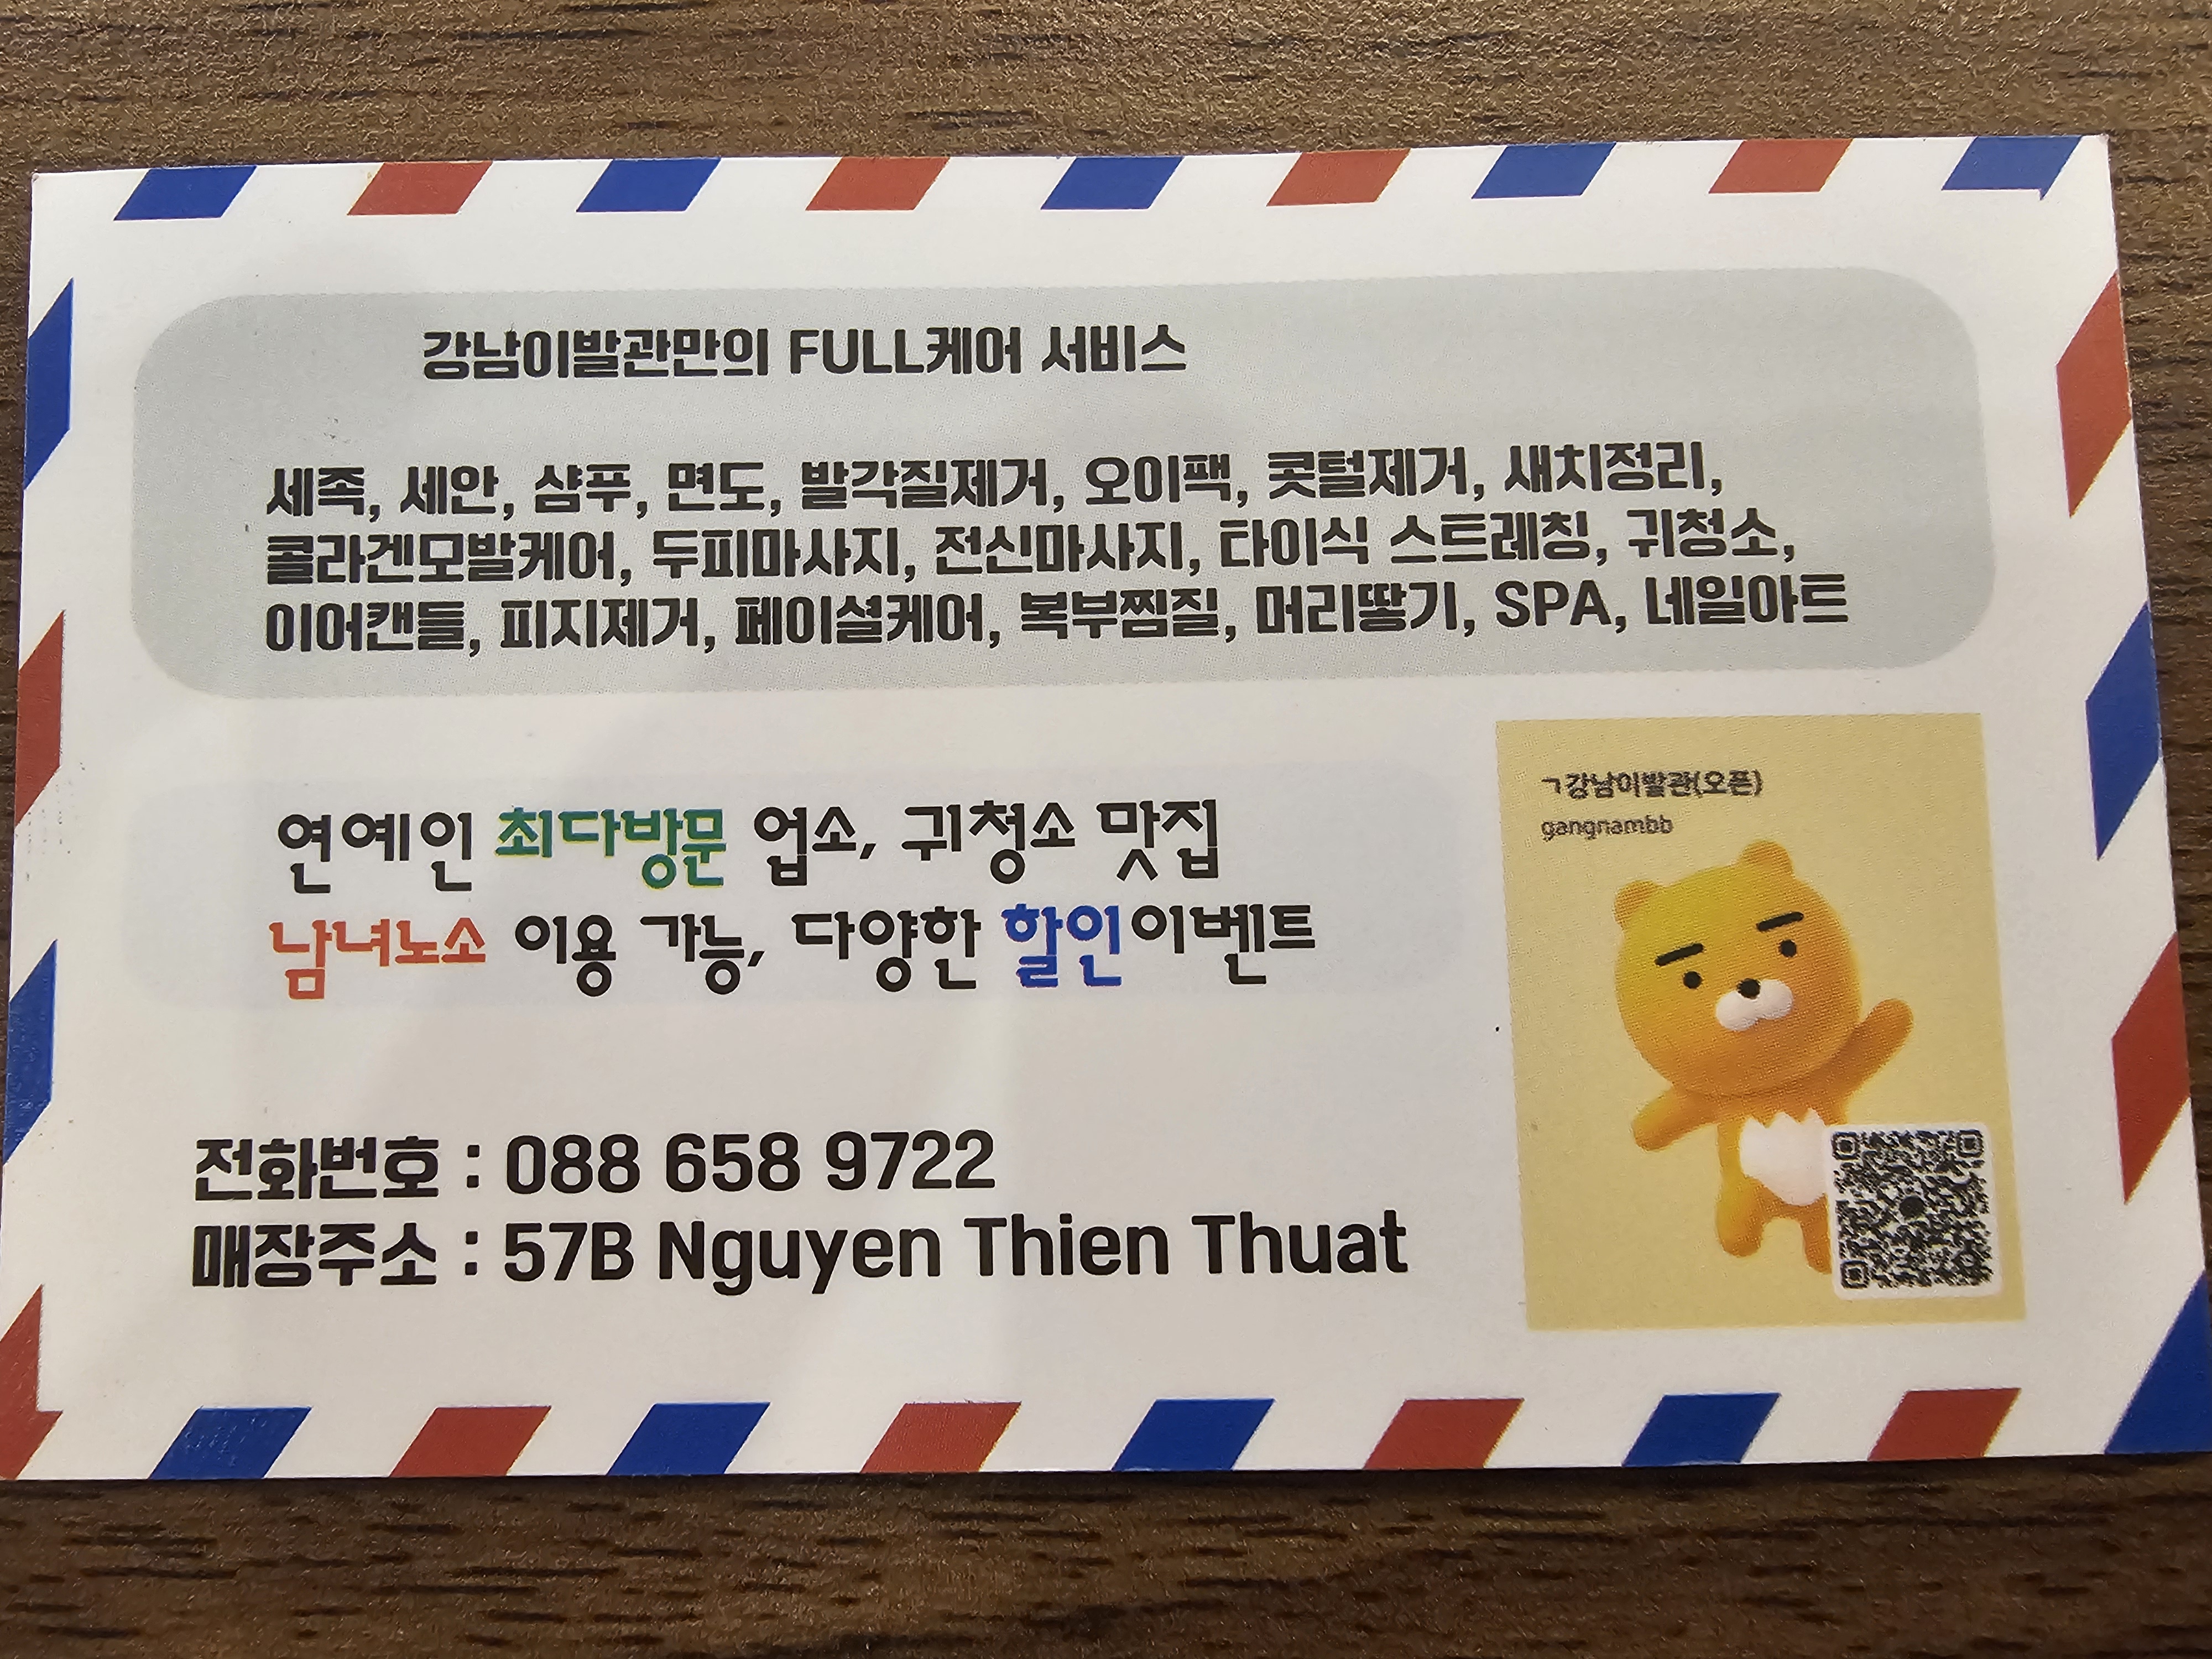 강남이발관만의 FULL케어 서비스
세족, 세안, 샴푸, 면도, 발각질제거, 오이팩, 콧털제거, 새치정리,
콜라겐모발케어, 두피마사지, 전신마사지, 타이식 스트레칭, 귀청소,
이어캔들, 피지제거, 페이셜케어, 복부찜질, 머리땋기, SPA, 네일아트
연예인 최다방문 업소, 귀청소 맛집
남녀노소 이용 가능, 다양한 할인이벤트
ㄱ강남이발관(오픈)
gangnambb
전화번호 : 088 658 9722
매장주소 : 57B Nguyen Thien Thuat